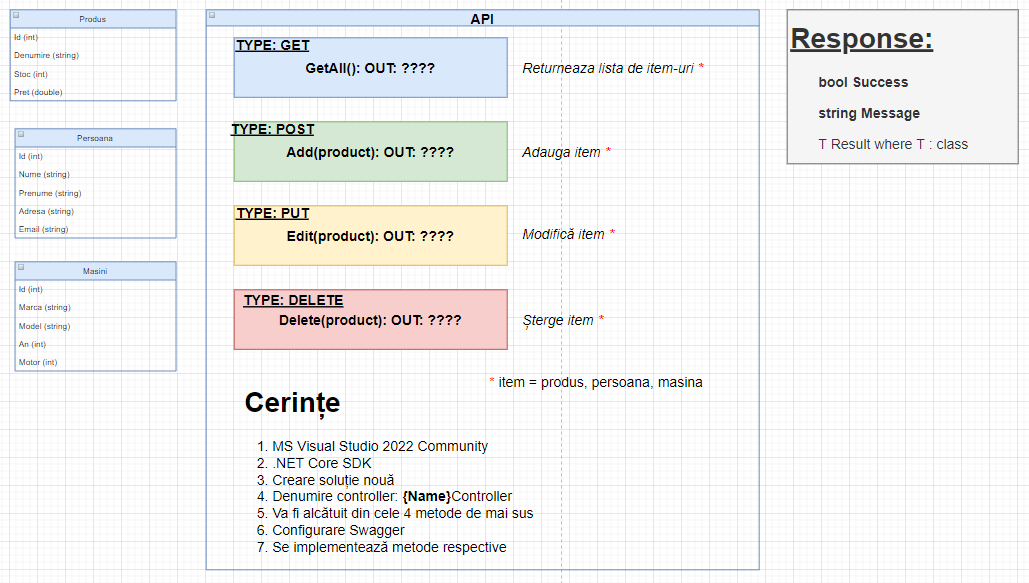 Produs
Id (int)
Denumire (string)
Stoc (int)
Pret (double)
Persoana
Id (int)
Nume (string)
Prenume (string)
Adresa (string)
Email (string)
Masini
Id (int)
Marca (string)
Model (string)
An (int)
Motor (int)
API
TYPE: GET
GetAll(): OUT: ????
Returneaza lista de item-uri *
TYPE: POST
Add(product): OUT: ????
Adauga item *
TYPE: PUT
Edit(product): OUT: ????
Modifică item *
TYPE: DELETE
Delete(product): OUT: ????
Șterge item *
* item = produs, persoana, masina
Cerințe
1. MS Visual Studio 2022 Community
2. .NET Core SDK
3. Creare soluție nouă
4. Denumire controller: {Name}Controller
5. Va fi alcătuit din cele 4 metode de mai sus
6. Configurare Swagger
7. Se implementează metode respective
Response:
bool Success
string Message
T Result where T : class